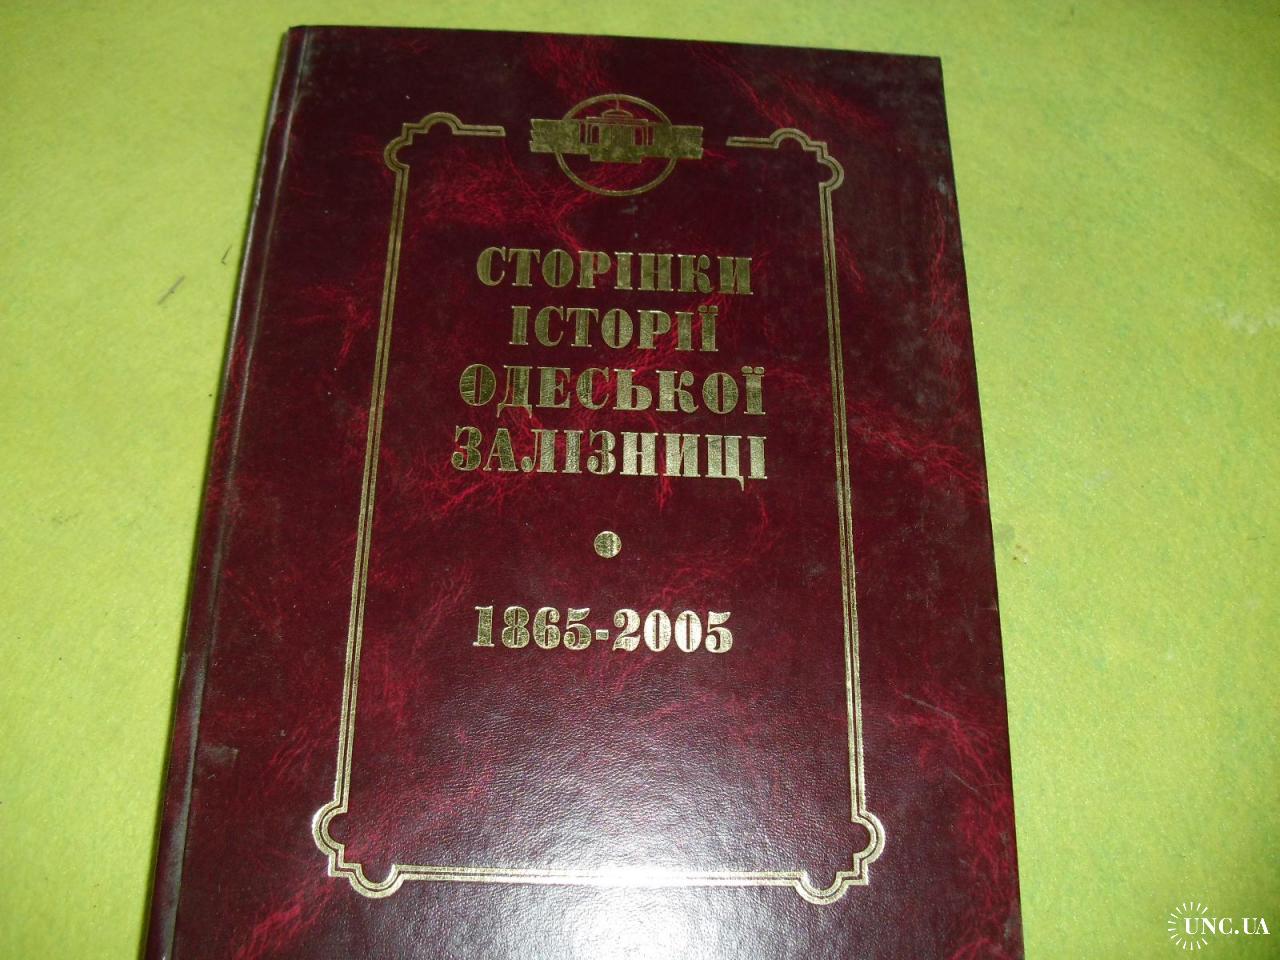 СТОРІНКИ
ІСТОРІЇ
ОДЕСЬКОЇ
ЗАЛІЗНИЦІ
1865-2005
UNC.UA